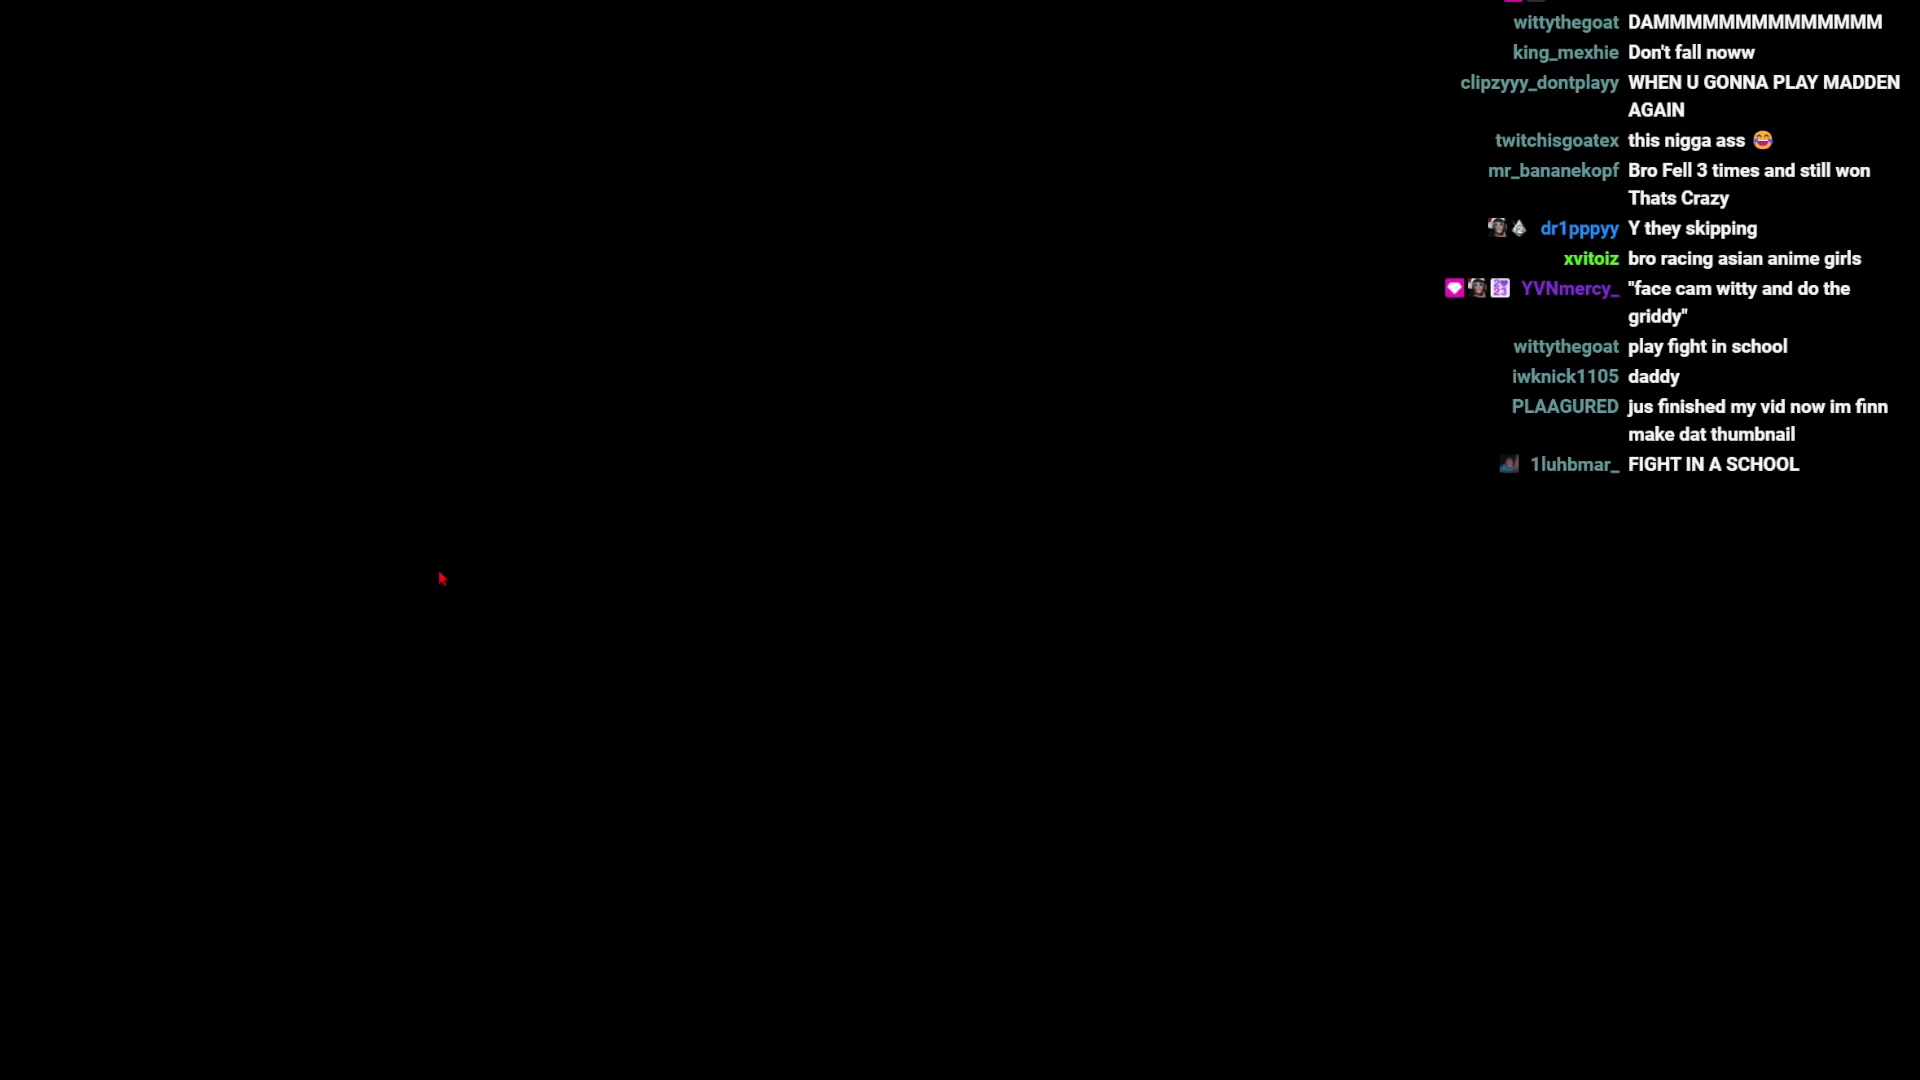 wittythegoat DAMMMMMMMMMMMMMM
king_mexhie Don't fall noww
clipzyyy_dontplayy WHEN U GONNA PLAY MADDEN
AGAIN
twitchisgoatex this nigga ass 😂
mr_bananekopf Bro Fell 3 times and still won
Thats Crazy
dr1pppyy Y they skipping
xvitoiz bro racing asian anime girls
YVNmercy_ "face cam witty and do the
griddy"
wittythegoat play fight in school
iwknick1105 daddy
PLAAGURED jus finished my vid now im finn
make dat thumbnail
1luhbmar_ FIGHT IN A SCHOOL